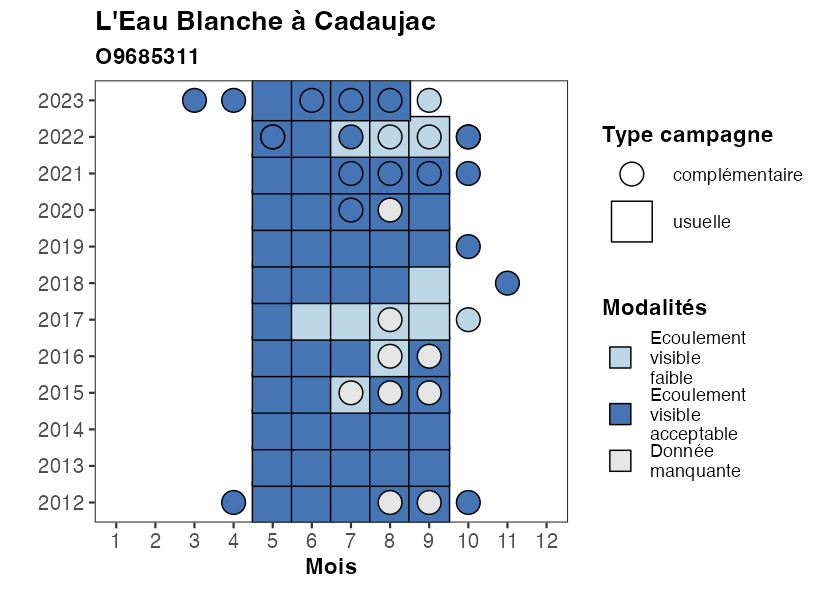 L'Eau Blanche à Cadaujac
O9685311
2023
2022
2021
2020
2019
2018
2017
2016
2015
2014
2013
2012
1 2 3 4 5 6 7 8 9 10 11 12
Mois
Type campagne
complémentaire
usuelle
Modalités
Ecoulement
visible
faible
Ecoulement
visible
acceptable
Donnée
manquante